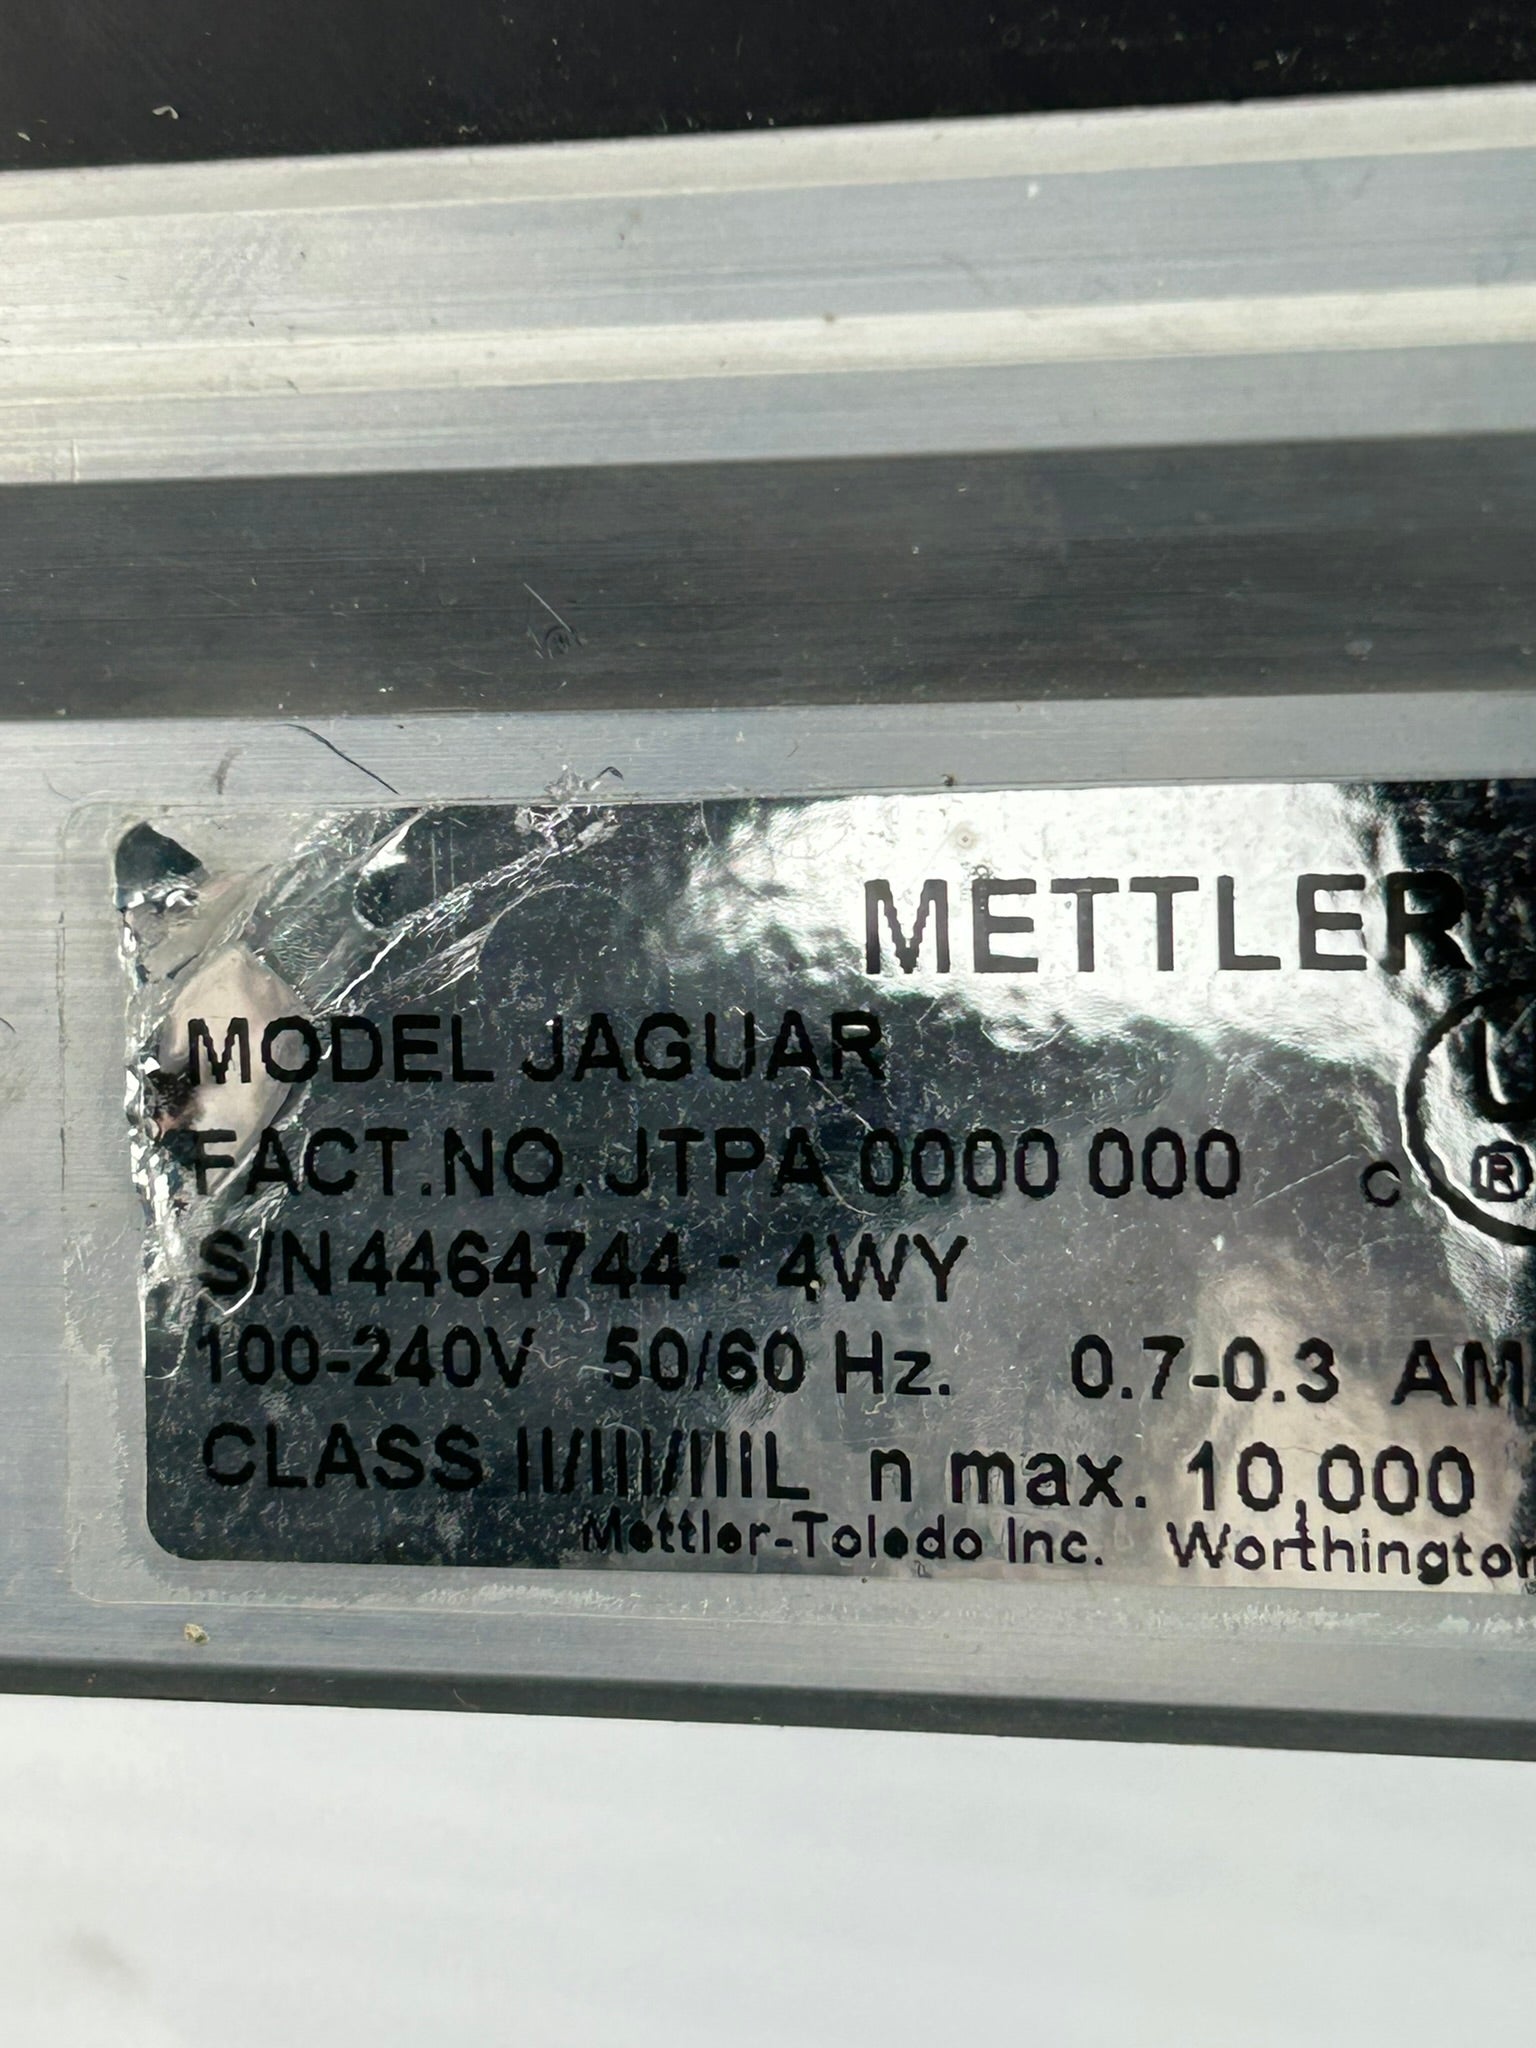 METTLER
MODEL JAGUAR
FACT.NO. JTPA 0000 000
C ®
S/N 4464744 - 4WY
100-240V 50/60 Hz. 0.7-0.3 AM
CLASS II/III/IIIL n max. 10,000
Mettler-Toledo Inc. Worthington